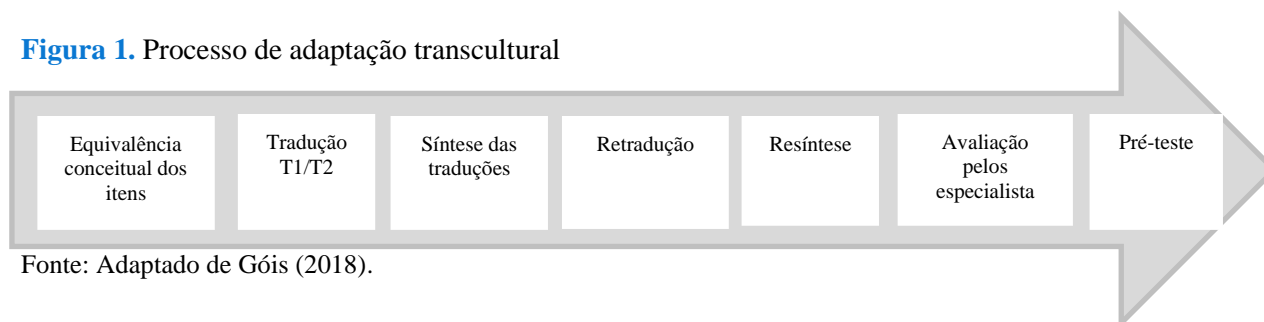 Figura 1. Processo de adaptação transcultural
Equivalência
conceitual dos
itens
Tradução
T1/T2
Síntese das
traduções
Retradução
Resíntese
Avaliação
pelos
especialista
Pré-teste
Fonte: Adaptado de Góis (2018).